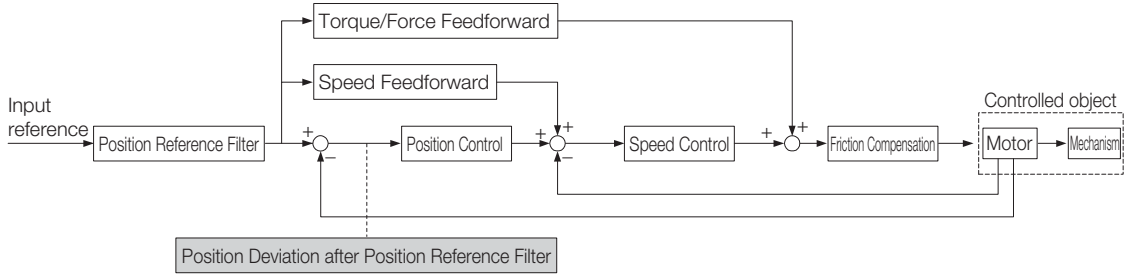 Torque/Force Feedforward
Speed Feedforward
Input
reference
Position Reference Filter
+
−
Position Control
+
+
−
Speed Control
+
+
Friction Compensation
Controlled object
Motor
Mechanism
Position Deviation after Position Reference Filter